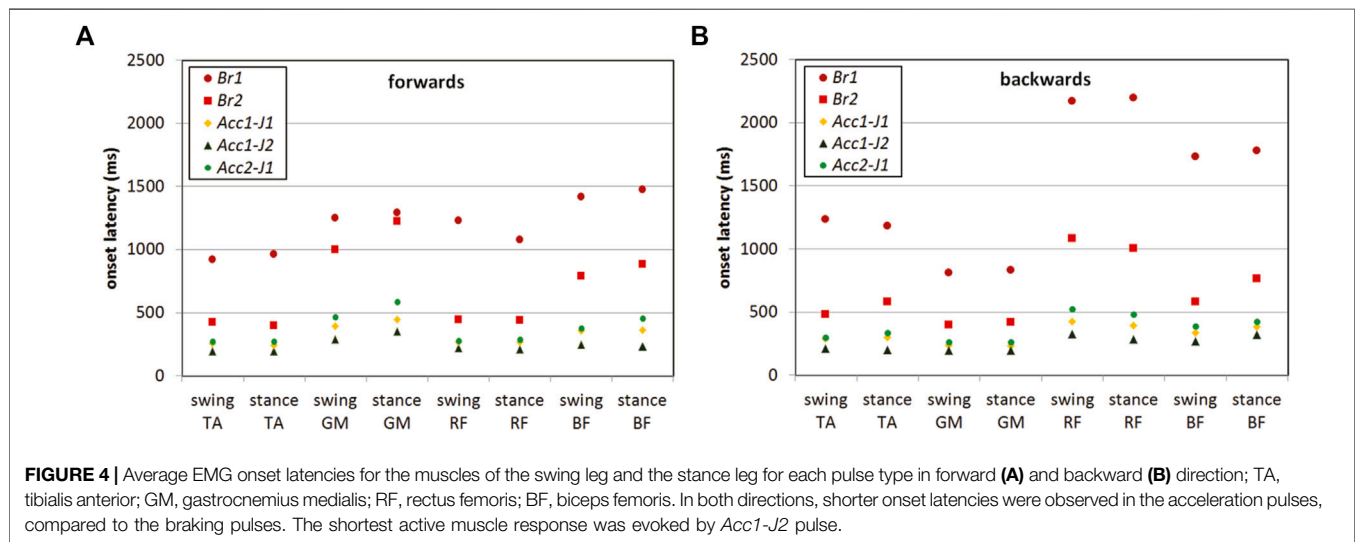 A
2500
2000
1500
1000
500
0
onset latency (ms)
forwards
Br1
Br2
Acc1-J1
Acc1-J2
Acc2-J1
swing stance swing stance swing stance swing stance
TA TA GM GM RF RF BF BF
B
2500
2000
1500
1000
500
0
onset latency (ms)
backwards
Br1
Br2
Acc1-J1
Acc1-J2
Acc2-J1
swing stance swing stance swing stance swing stance
TA TA GM GM RF RF BF BF
FIGURE 4 | Average EMG onset latencies for the muscles of the swing leg and the stance leg for each pulse type in forward (A) and backward (B) direction; TA,
tibialis anterior; GM, gastrocnemius medialis; RF, rectus femoris; BF, biceps femoris. In both directions, shorter onset latencies were observed in the acceleration pulses,
compared to the braking pulses. The shortest active muscle response was evoked by Acc1-J2 pulse.